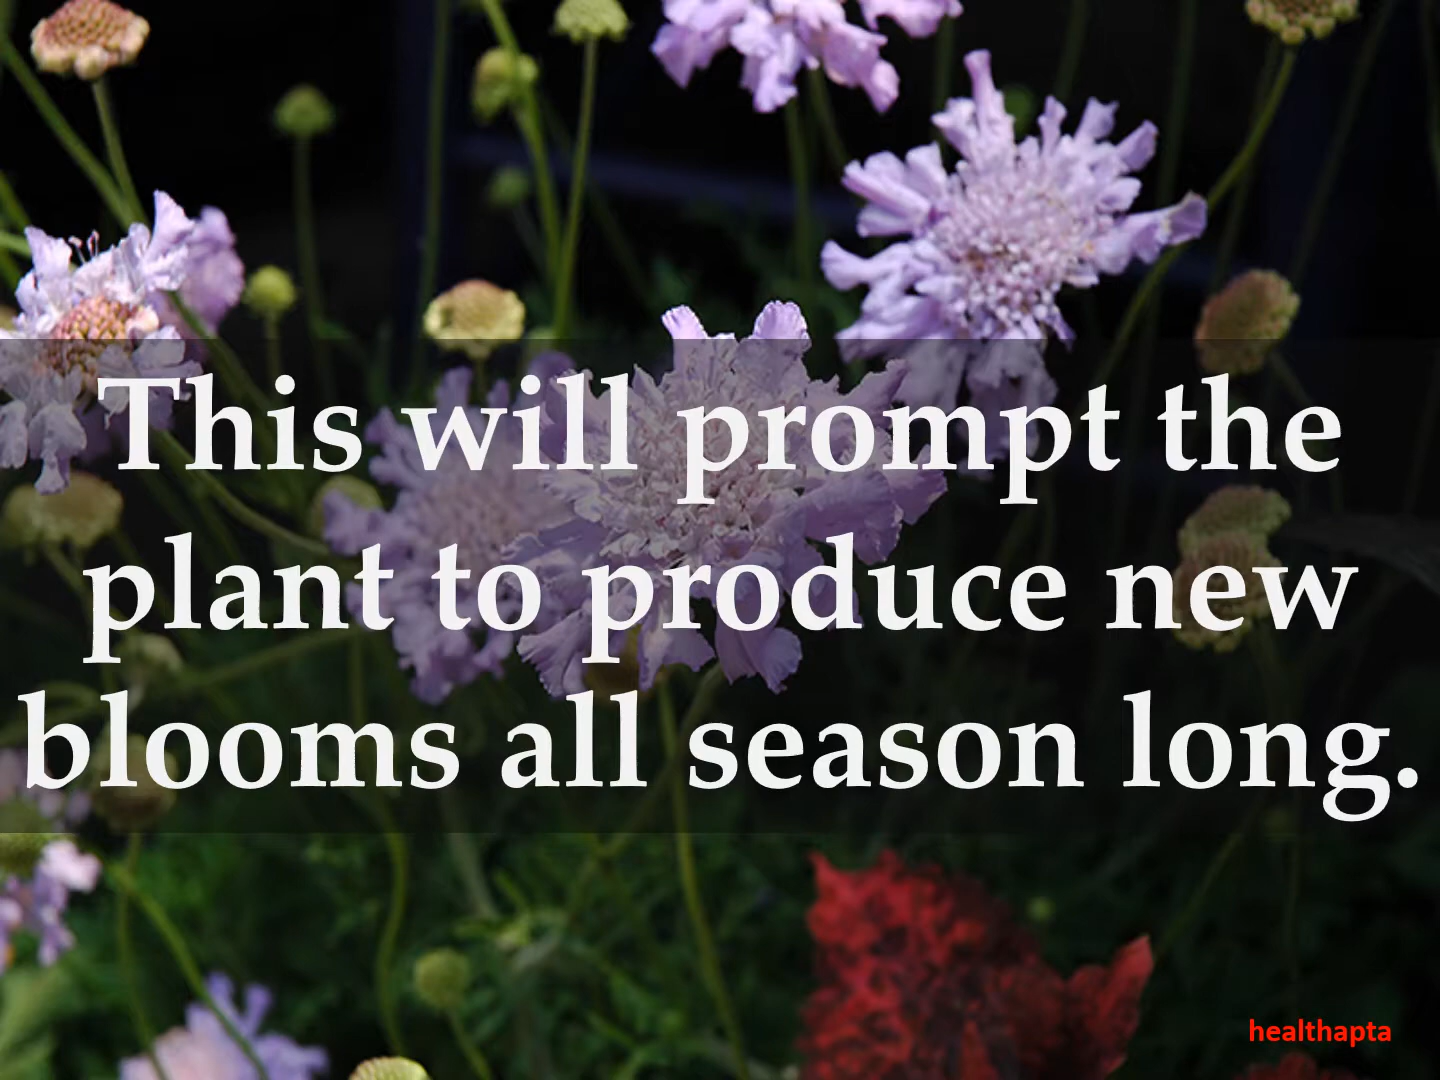 This will prompt the
plant to produce new
blooms all season long.
healthapta